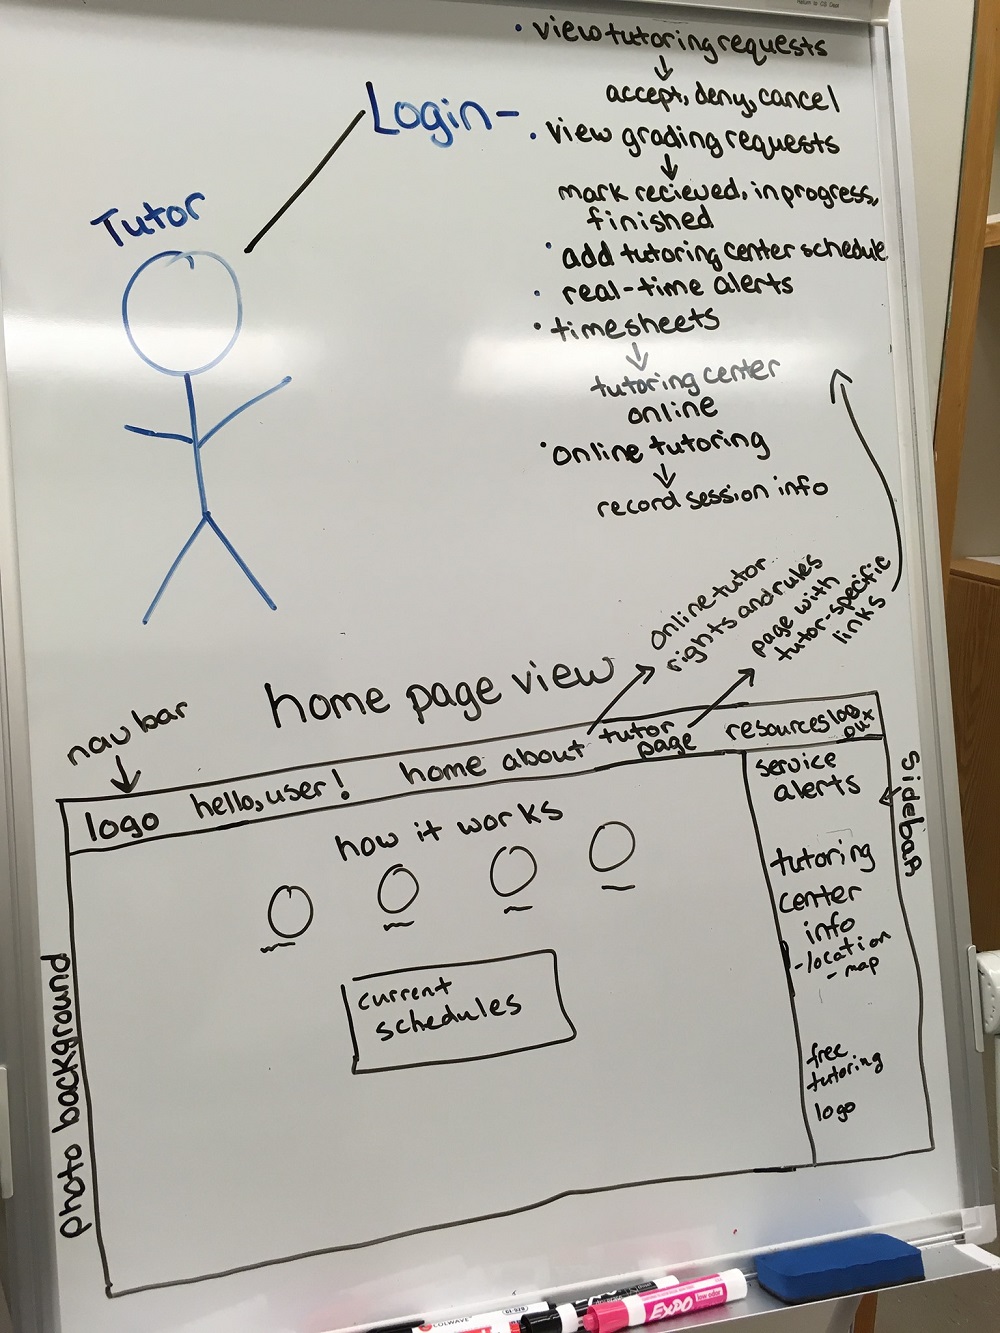 • view tutoring requests
accept, deny, cancel
Login -
• view grading requests
mark recieved, in progress,
finished
• add tutoring center schedule
• real-time alerts
• timesheets
tutoring center
online
• online tutoring
record session info
Tutor
online tutor
rights and rules
page with
tutor-specific
links
home page view
nav bar
logo
hello, user!
home
about
tutor
page
resources
log
out
Sidebar
service
alerts
how it works
tutoring
center
info
-location
-map
current
schedules
free
tutoring
logo
photo background
EXPO
low odor
COLWAVE